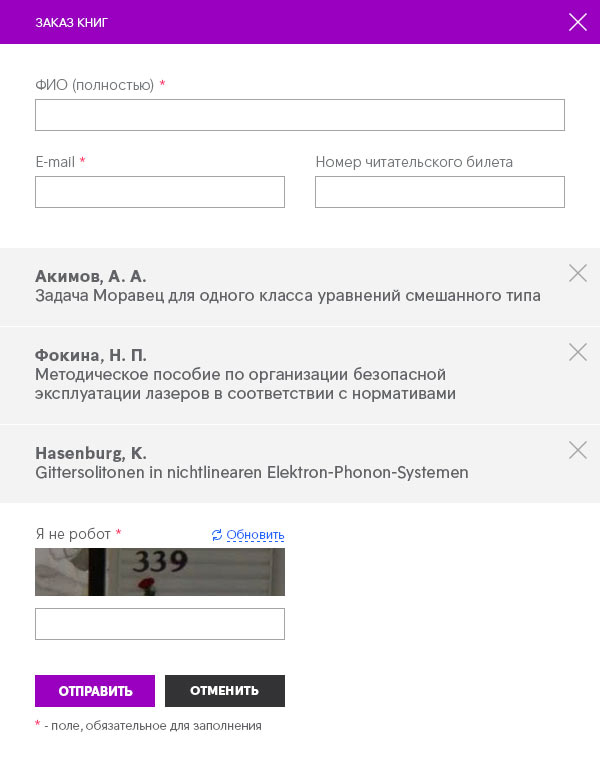 ЗАКАЗ КНИГ
ФИО (полностью) *
E-mail *
Номер читательского билета
Акимов, А. А.
Задача Моравец для одного класса уравнений смешанного типа
Фокина, Н. П.
Методическое пособие по организации безопасной
эксплуатации лазеров в соответствии с нормативами
Hasenburg, K.
Gittersolitonen in nichtlinearen Elektron-Phonon-Systemen
Я не робот *
Обновить
339
ОТПРАВИТЬ
ОТМЕНИТЬ
* - поле, обязательное для заполнения